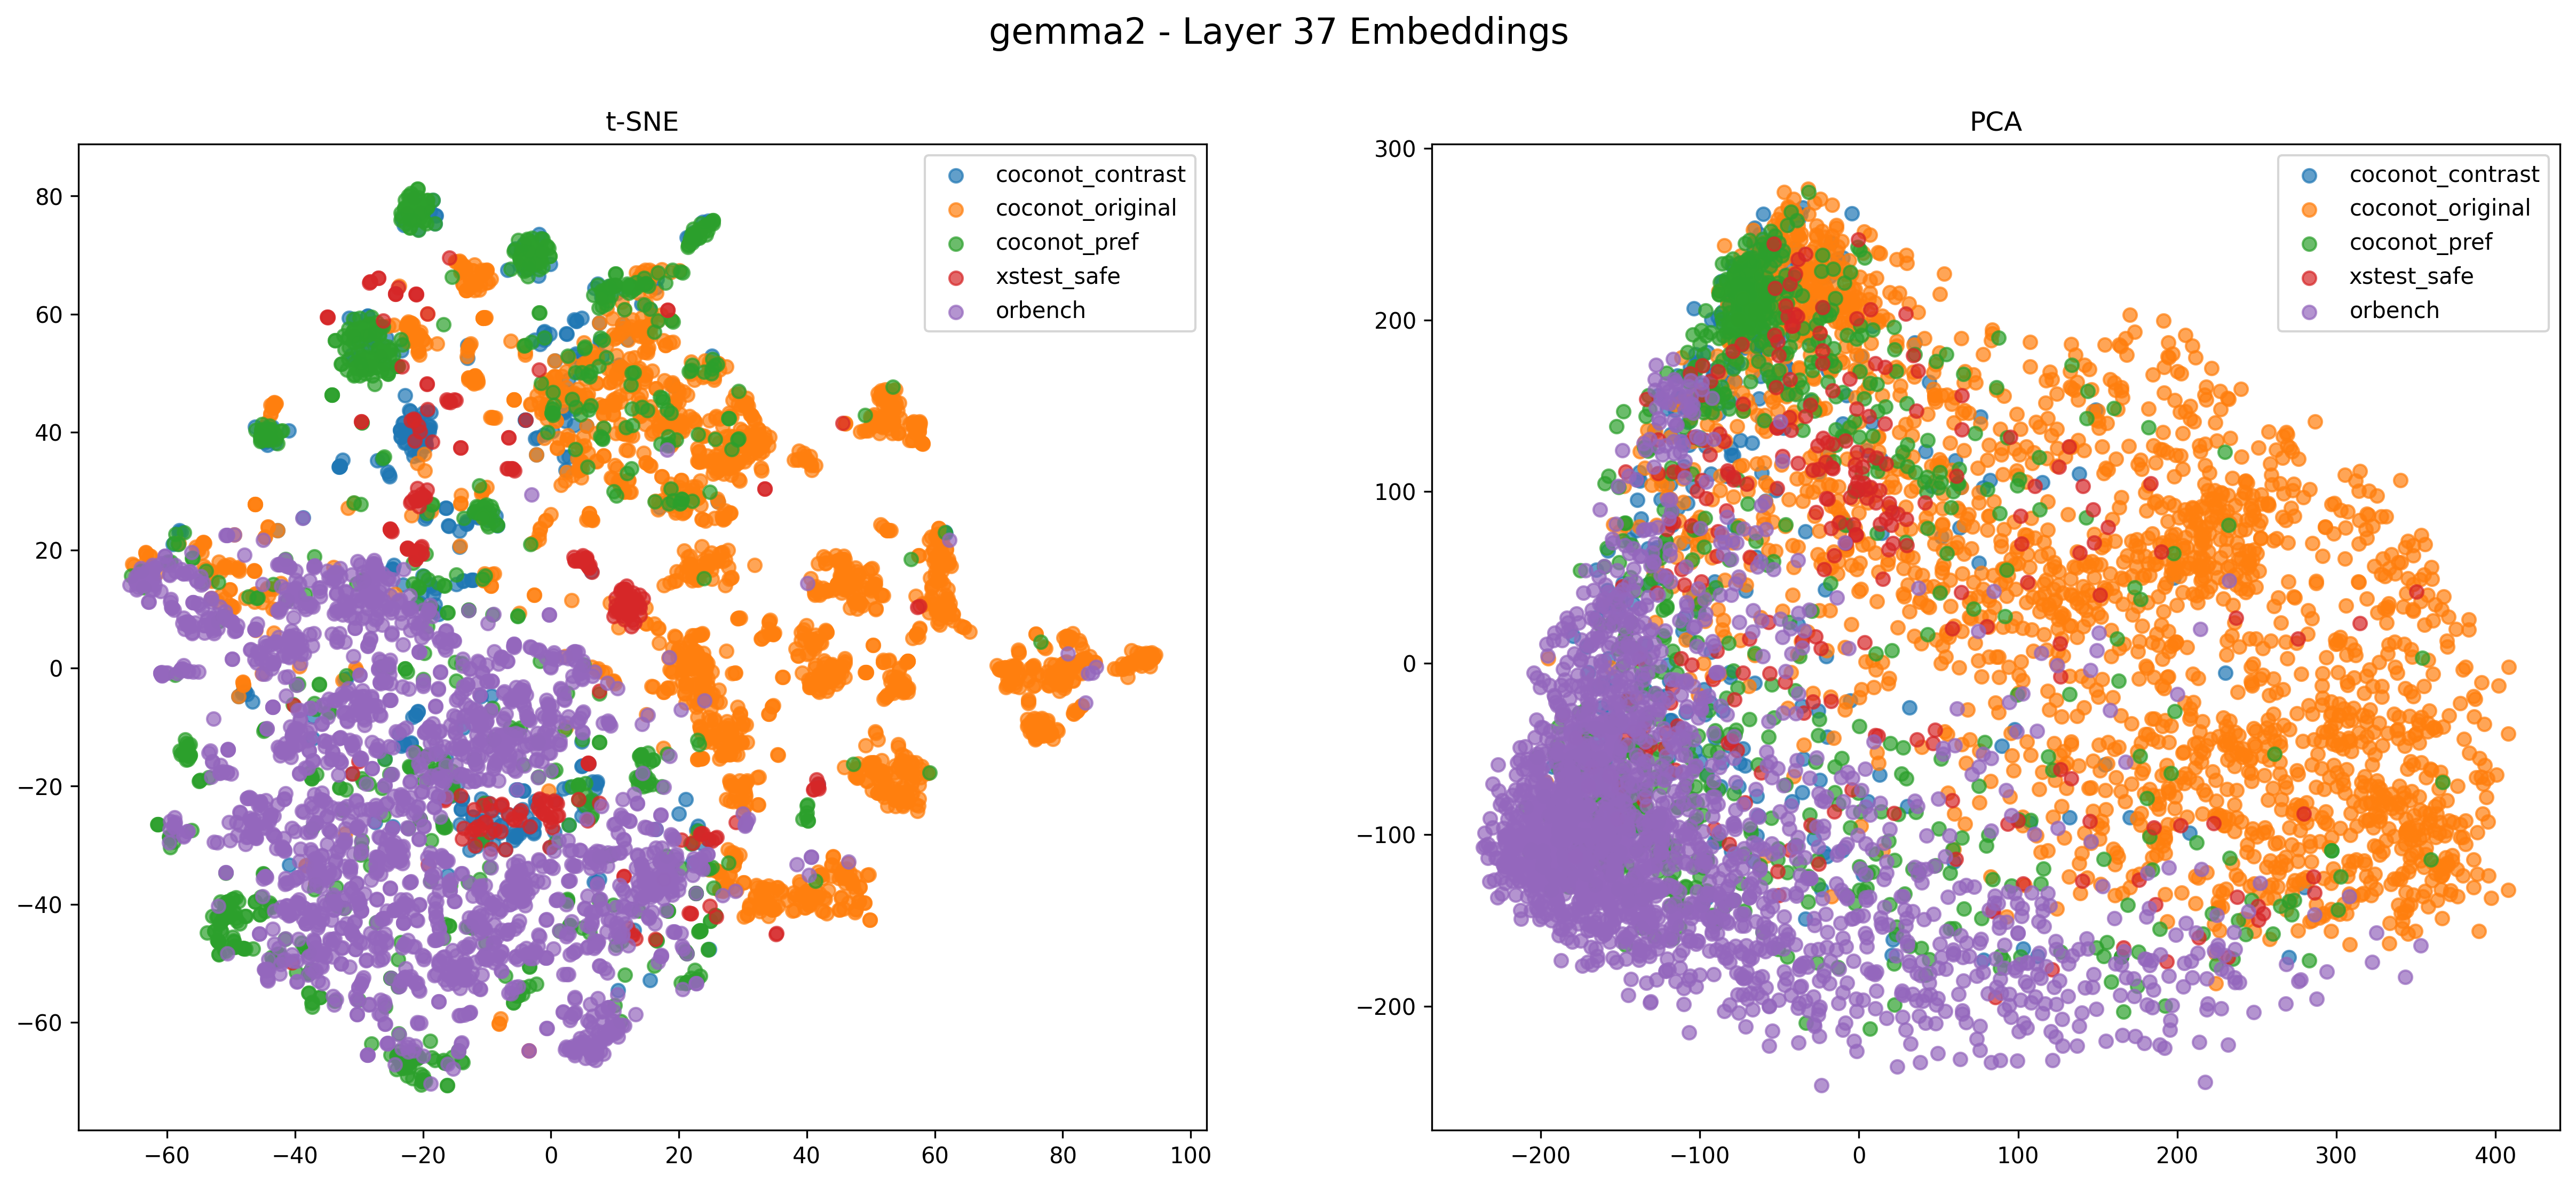 gemma2 - Layer 37 Embeddings
t-SNE
80
60
40
20
0
−20
−40
−60
−60
−40
−20
0
20
40
60
80
100
coconot_contrast
coconot_original
coconot_pref
xstest_safe
orbench
PCA
300
200
100
0
−100
−200
−200
−100
0
100
200
300
400
coconot_contrast
coconot_original
coconot_pref
xstest_safe
orbench